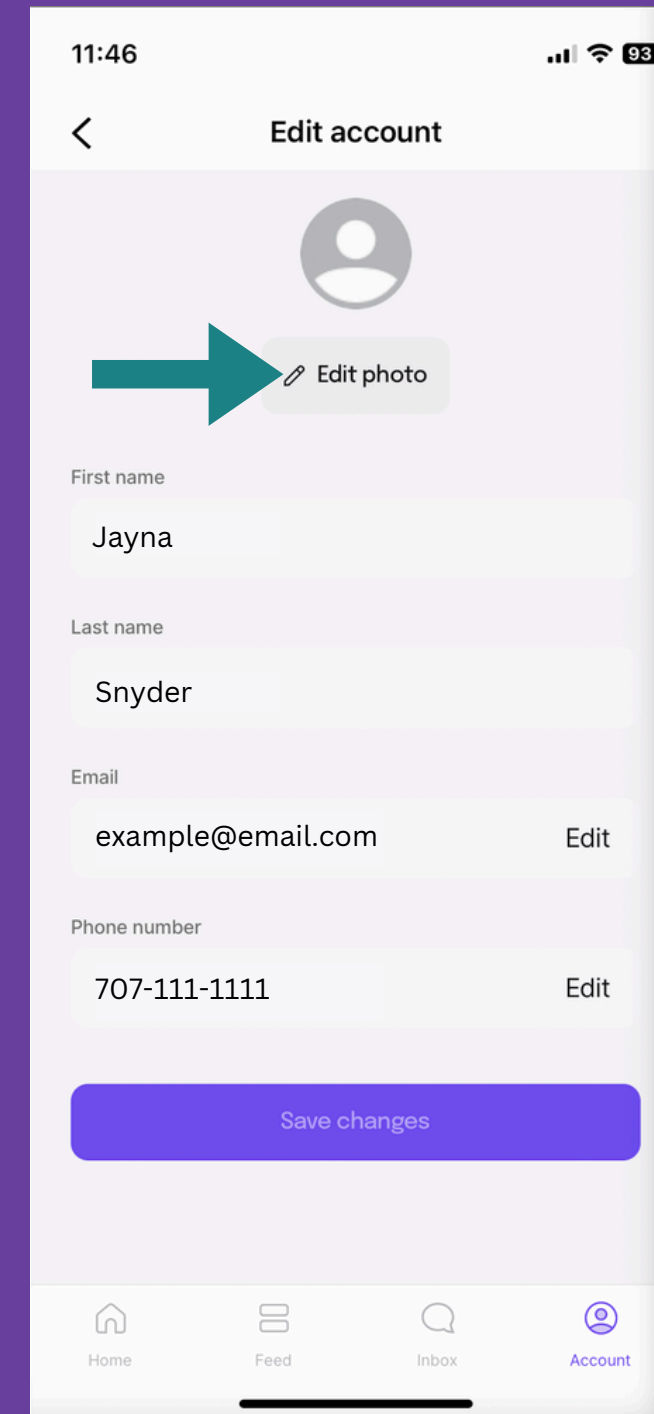 11:46
93
Edit account
Edit photo
First name
Jayna
Last name
Snyder
Email
example@email.com Edit
Phone number
707-111-1111 Edit
Save changes
Home Feed Inbox Account